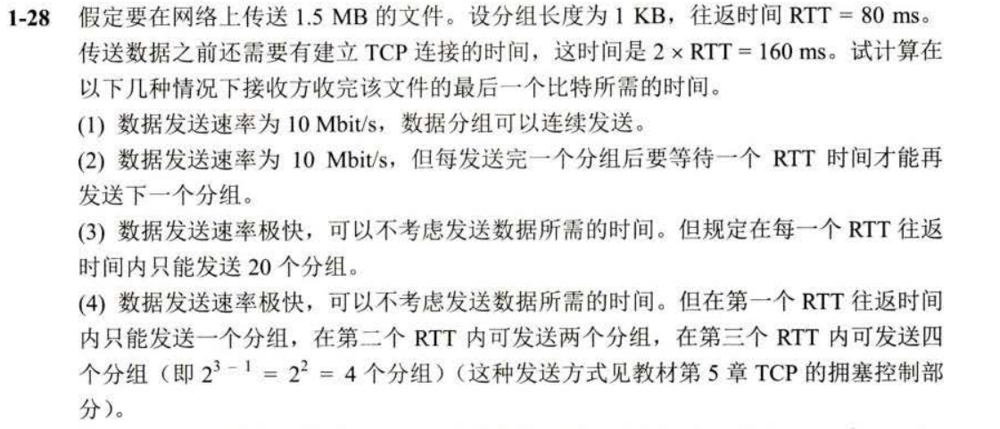 1-28 假定要在网络上传送 1.5 MB 的文件。设分组长度为 1 KB，往返时间 RTT = 80 ms。
传送数据之前还需要有建立 TCP 连接的时间，这时间是 2 × RTT = 160 ms。试计算在
以下几种情况下接收方收完该文件的最后一个比特所需的时间。
(1) 数据发送速率为 10 Mbit/s，数据分组可以连续发送。
(2) 数据发送速率为 10 Mbit/s，但每发送完一个分组后要等待一个 RTT 时间才能再
发送下一个分组。
(3) 数据发送速率极快，可以不考虑发送数据所需的时间。但规定在每一个 RTT 往返
时间内只能发送 20 个分组。
(4) 数据发送速率极快，可以不考虑发送数据所需的时间。但在第一个 RTT 往返时间
内只能发送一个分组，在第二个 RTT 内可发送两个分组，在第三个 RTT 内可发送四
个分组（即 2³⁻¹ = 2² = 4 个分组）（这种发送方式见教材第 5 章 TCP 的拥塞控制部
分）。